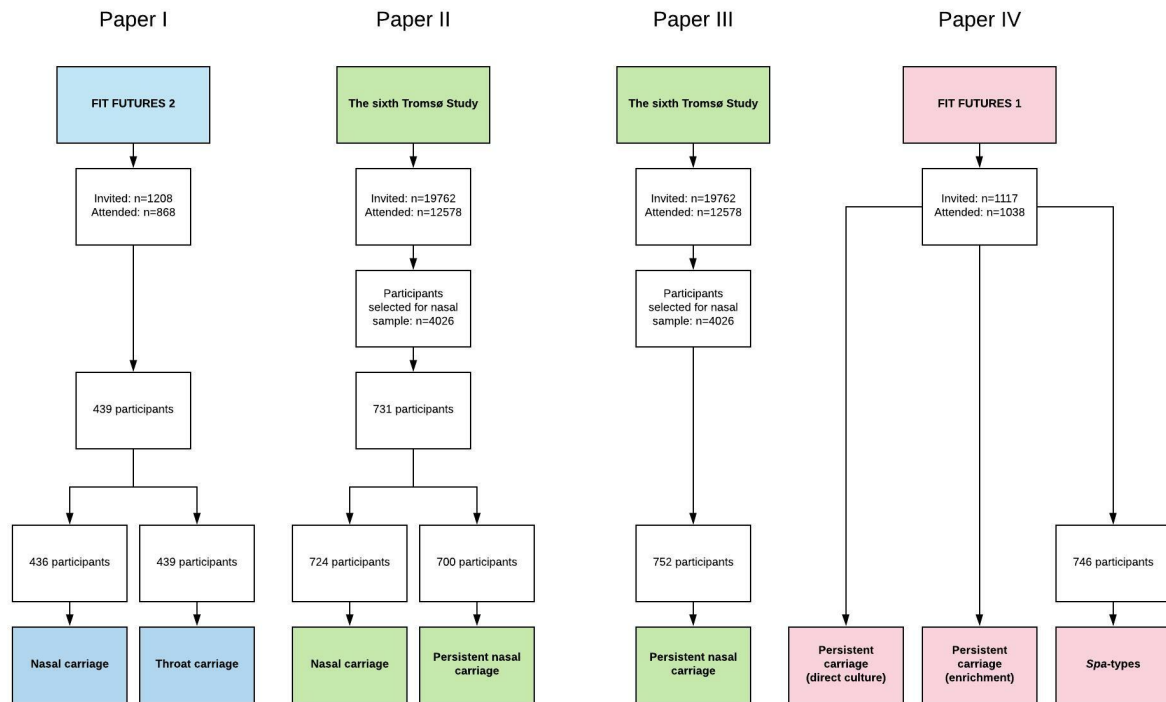 Paper I
Paper II
Paper III
Paper IV
FIT FUTURES 2
The sixth Tromsø Study
The sixth Tromsø Study
FIT FUTURES 1
Invited: n=1208
Attended: n=868
Invited: n=19762
Attended: n=12578
Invited: n=19762
Attended: n=12578
Invited: n=1117
Attended: n=1038
Participants
selected for nasal
sample: n=4026
Participants
selected for nasal
sample: n=4026
439 participants
731 participants
436 participants
439 participants
724 participants
700 participants
752 participants
746 participants
Nasal carriage
Throat carriage
Nasal carriage
Persistent nasal
carriage
Persistent nasal
carriage
Persistent
carriage
(direct culture)
Persistent
carriage
(enrichment)
Spa-types